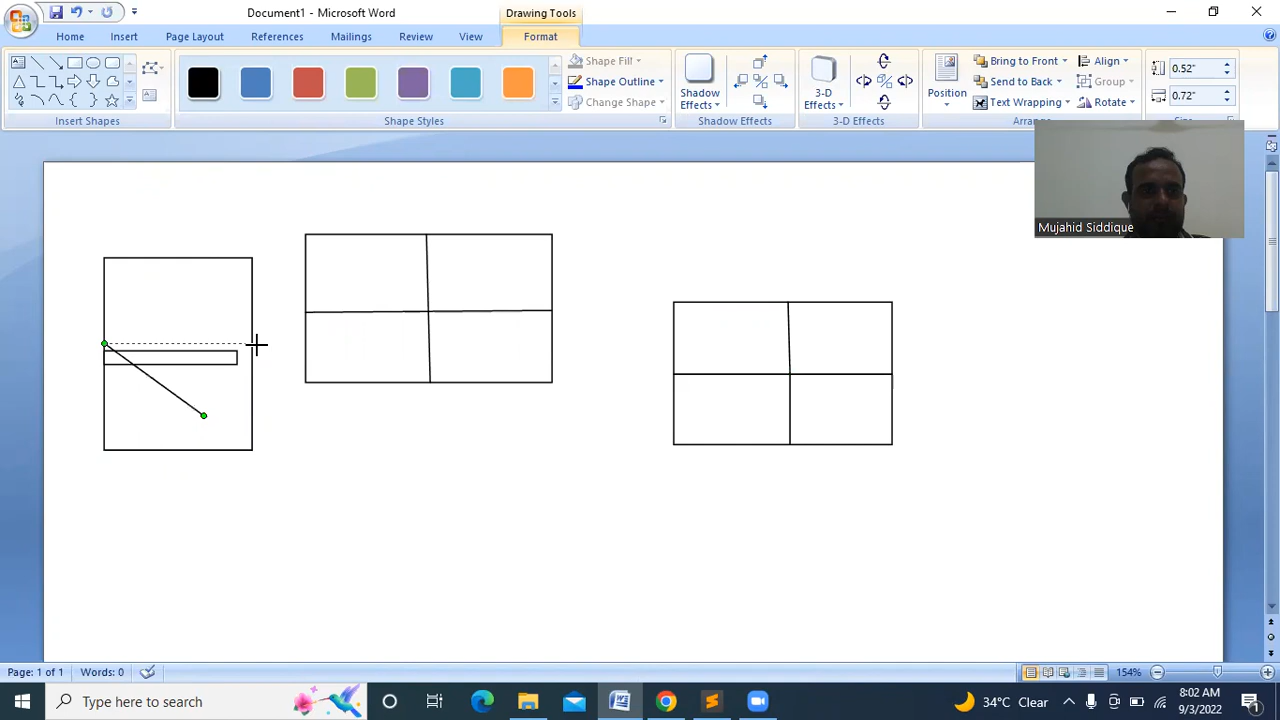 Document1 - Microsoft Word
Drawing Tools
Home
Insert
Page Layout
References
Mailings
Review
View
Format
Shape Fill
Shape Outline
Change Shape
Shadow
Effects
3-D
Effects
Position
Bring to Front
Send to Back
Text Wrapping
Align
Group
Rotate
0.52"
0.72"
Insert Shapes
Shape Styles
Shadow Effects
3-D Effects
Mujahid Siddique
Page: 1 of 1
Words: 0
154%
Type here to search
34°C Clear
8:02 AM
9/3/2022